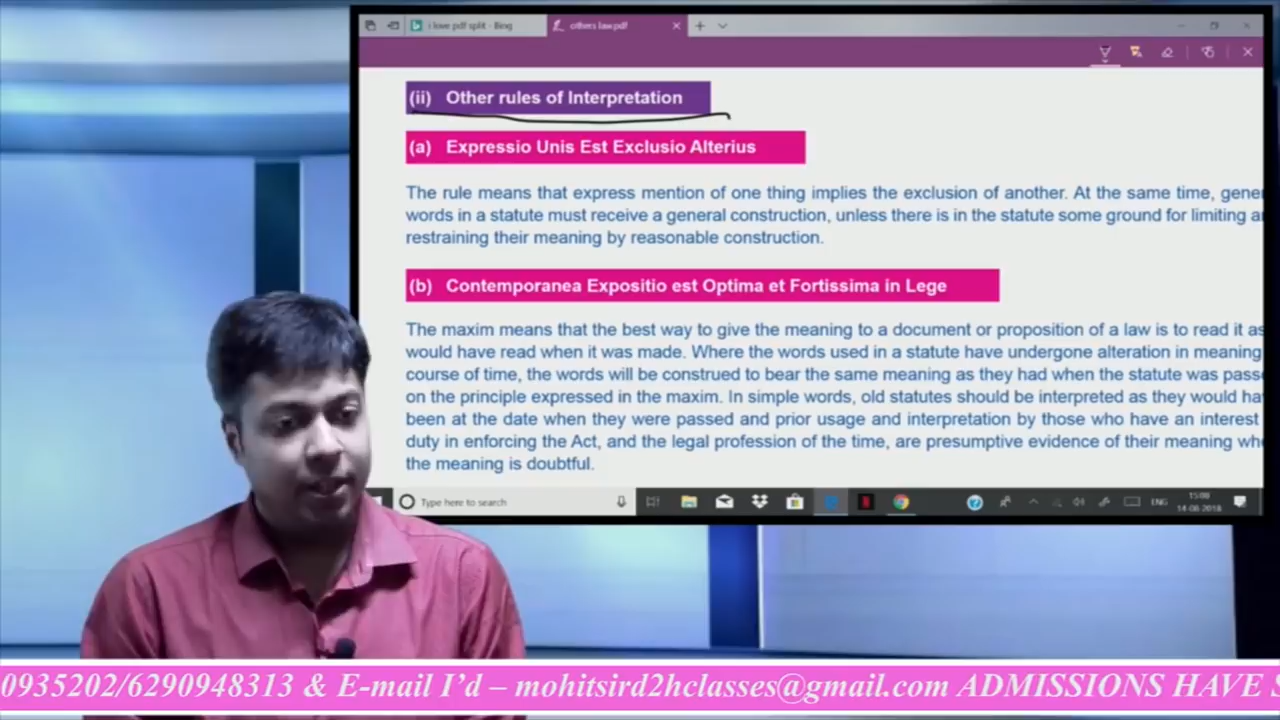 i love pdf split - Bing
others law.pdf
(ii) Other rules of Interpretation
(a) Expressio Unis Est Exclusio Alterius
The rule means that express mention of one thing implies the exclusion of another. At the same time, gene
words in a statute must receive a general construction, unless there is in the statute some ground for limiting a
restraining their meaning by reasonable construction.
(b) Contemporanea Expositio est Optima et Fortissima in Lege
The maxim means that the best way to give the meaning to a document or proposition of a law is to read it as
would have read when it was made. Where the words used in a statute have undergone alteration in meaning
course of time, the words will be construed to bear the same meaning as they had when the statute was pass
on the principle expressed in the maxim. In simple words, old statutes should be interpreted as they would ha
been at the date when they were passed and prior usage and interpretation by those who have an interest
duty in enforcing the Act, and the legal profession of the time, are presumptive evidence of their meaning wh
the meaning is doubtful.
Type here to search
ENG
15:00
14-08-2018
0935202/6290948313 & E-mail I'd – mohitsird2hclasses@gmail.com ADMISSIONS HAVE S